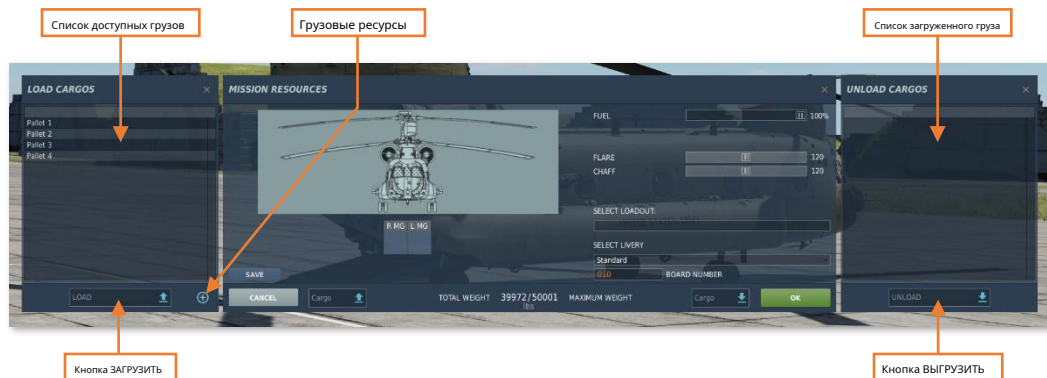 Список доступных грузов
Грузовые ресурсы
Список загруженного груза
LOAD CARGOS
Pallet 1
Pallet 2
Pallet 3
Pallet 4
LOAD
MISSION RESOURCES
R MG L MG
SAVE
CANCEL
Cargo
TOTAL WEIGHT 39972/50001 MAXIMUM WEIGHT
lbs
FUEL 100%
FLARE 120
CHAFF 120
SELECT LOADOUT:
SELECT LIVERY
Standard
010 BOARD NUMBER
Cargo
OK
UNLOAD CARGOS
UNLOAD
Кнопка ЗАГРУЗИТЬ
Кнопка ВЫГРУЗИТЬ